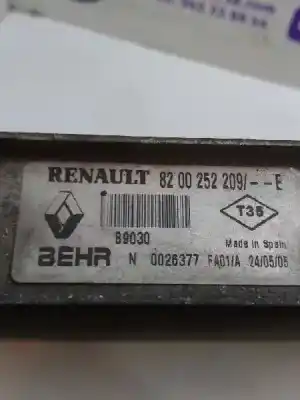 RENAULT 82 00 252 209/--E
T35
B9030
Made in Spain
BEHR N 0026377 FA01/A 24/05/05